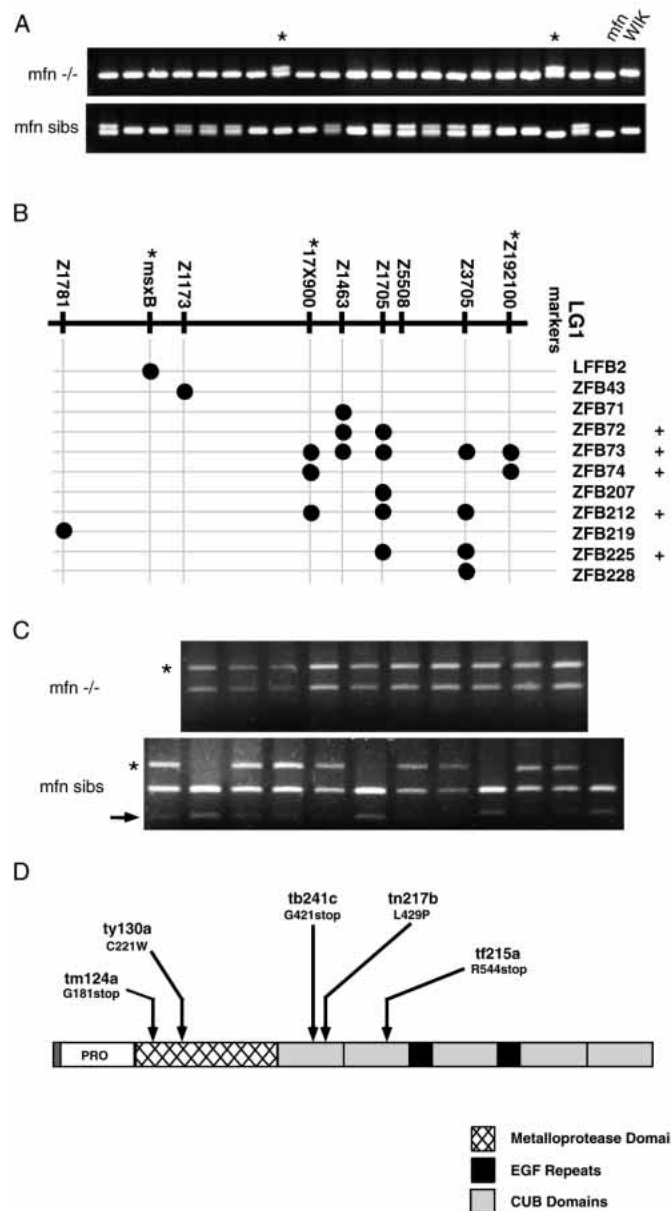 A
* * mfn WIK
mfn -/-
mfn sibs
B
Z1781
*msxB
Z1173
*17X900
Z1463
Z1705
Z5508
Z3705
*Z192100
LG1
markers
LFFB2
ZFB43
ZFB71
ZFB72 +
ZFB73 +
ZFB74 +
ZFB207
ZFB212 +
ZFB219
ZFB225 +
ZFB228
C
*
mfn -/-
*
mfn sibs
D
tb241c
G421stop
tn217b
L429P
ty130a
C221W
tf215a
R544stop
tm124a
G181stop
PRO
Metalloprotease Domai
EGF Repeats
CUB Domains